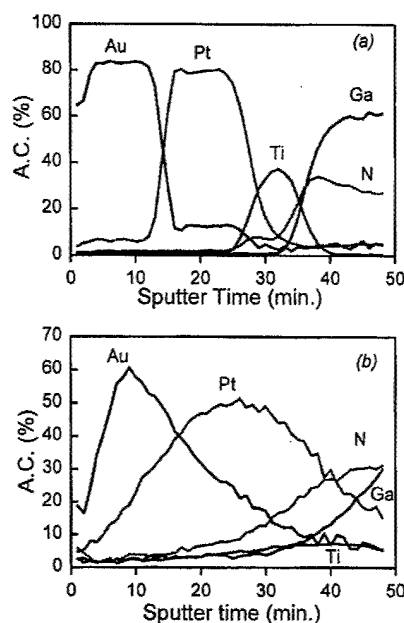 (a)
Au
Pt
Ga
Ti
N
A.C. (%)
100
80
60
40
20
0
0 10 20 30 40 50
Sputter Time (min.)
(b)
Au
Pt
N
Ga
Ti
A.C. (%)
70
60
50
40
30
20
10
0
0 10 20 30 40 50
Sputter time (min.)